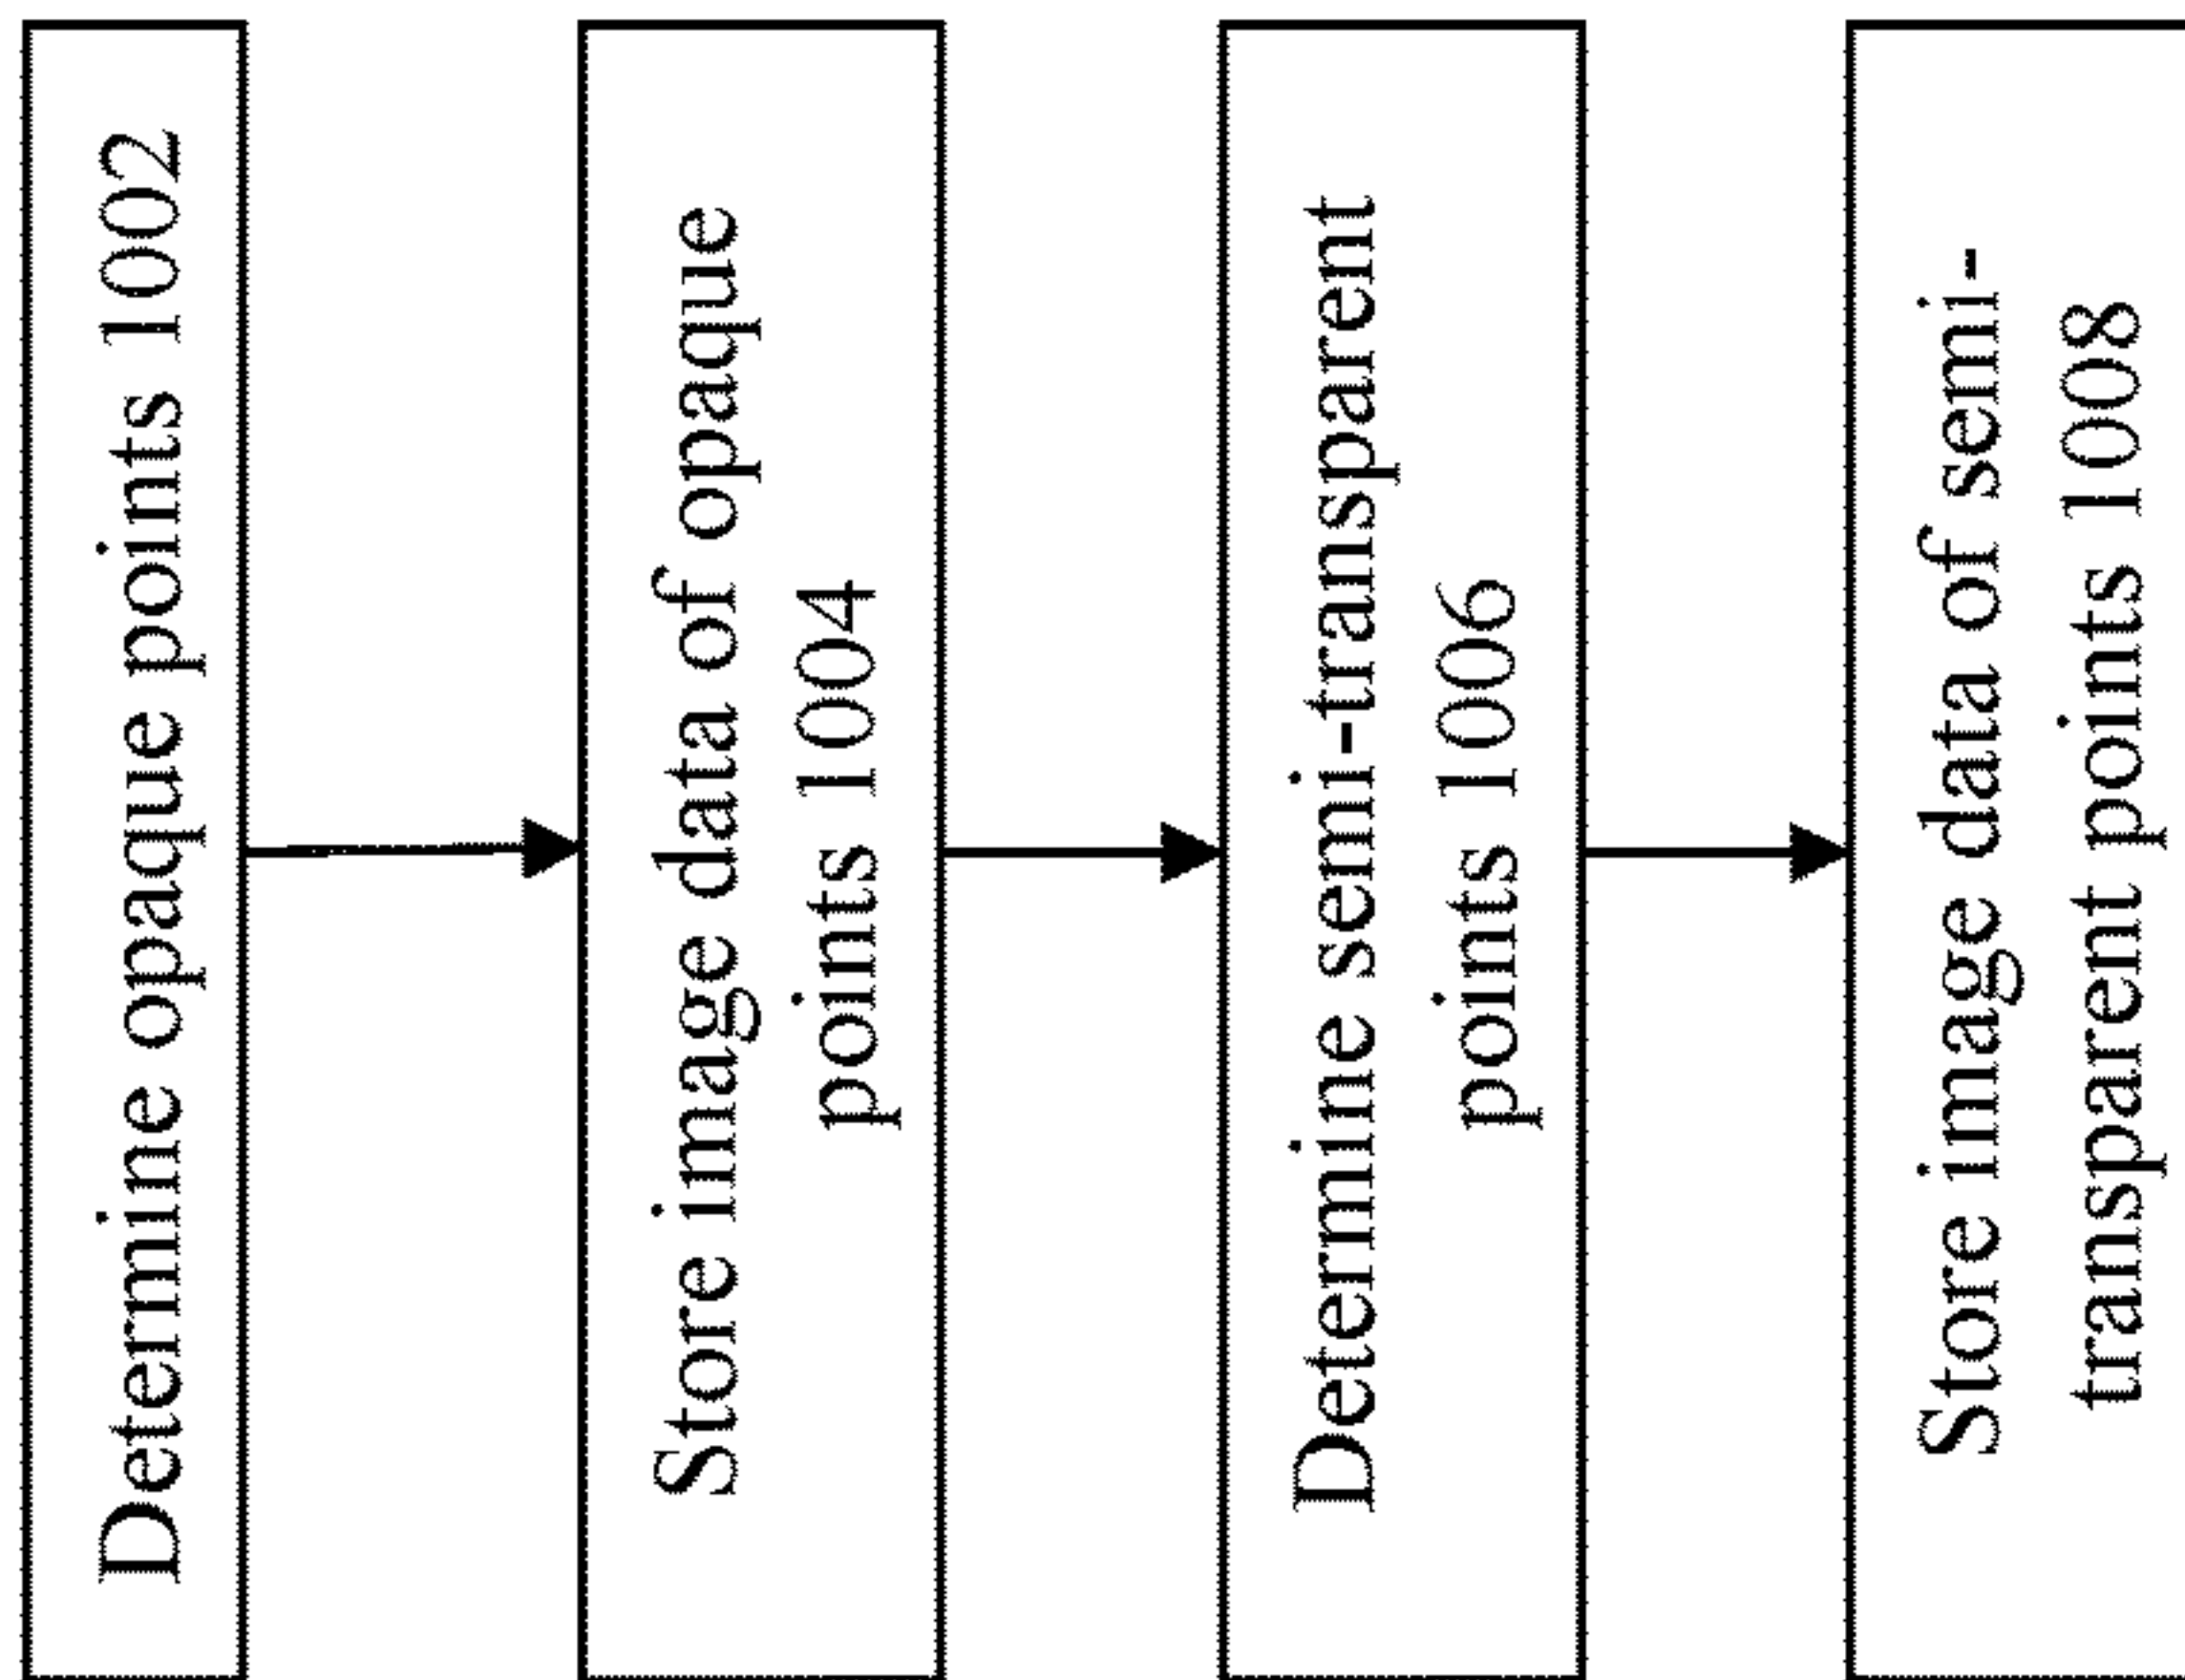 Determine opaque points 1002
Store image data of opaque
points 1004
Determine semi-transparent
points 1006
Store image data of semi-
transparent points 1008